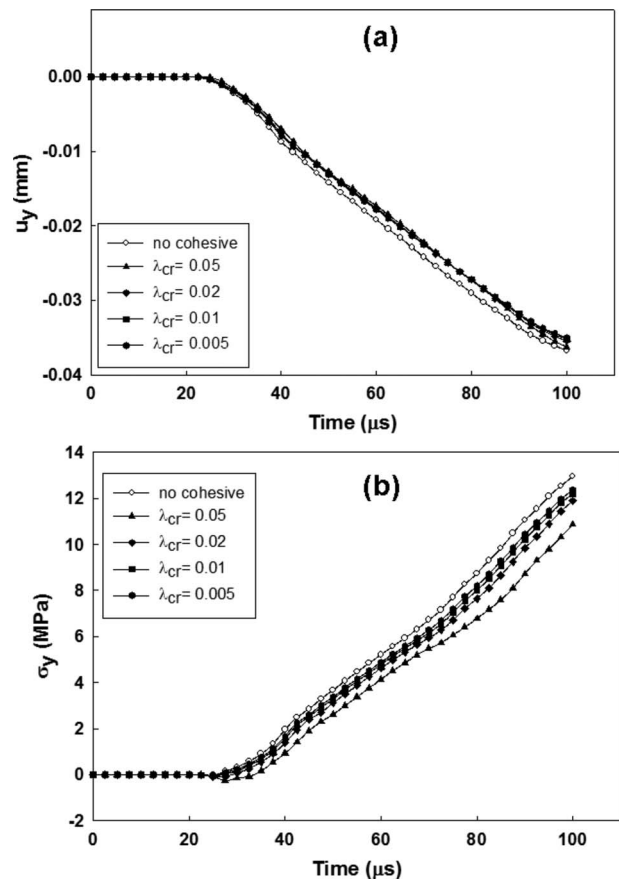 (a)
0.00
-0.01
-0.02
-0.03
-0.04
u_y (mm)
no cohesive
λcr= 0.05
λcr= 0.02
λcr= 0.01
λcr= 0.005
0 20 40 60 80 100
Time (μs)
(b)
14
12
10
8
6
4
2
0
-2
σ_y (MPa)
no cohesive
λcr= 0.05
λcr= 0.02
λcr= 0.01
λcr= 0.005
0 20 40 60 80 100
Time (μs)